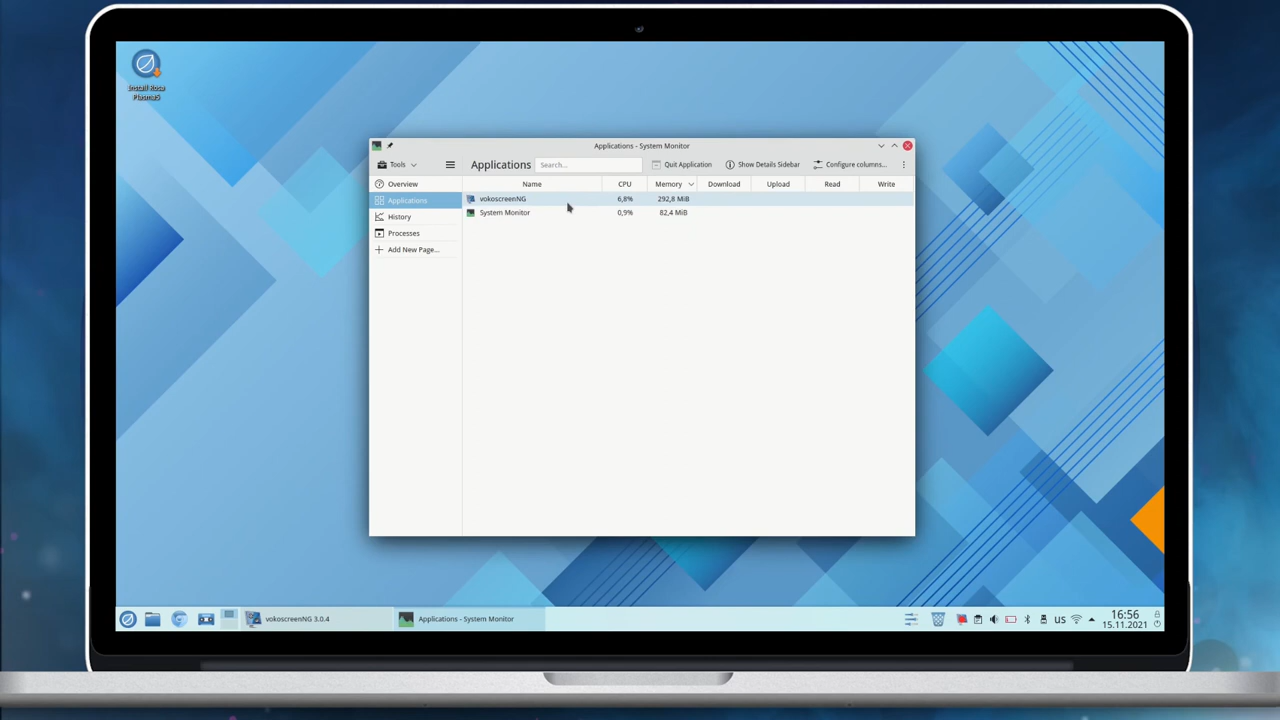 Install Rosa
Plasma5
Applications - System Monitor
Tools
Applications
Search...
Quit Application
Show Details Sidebar
Configure columns...
Overview
Applications
History
Processes
Add New Page...
Name CPU Memory Download Upload Read Write
vokoscreenNG 6,8% 292,8 MiB
System Monitor 0,9% 82,4 MiB
vokoscreenNG 3.0.4
Applications - System Monitor
us
16:56
15.11.2021